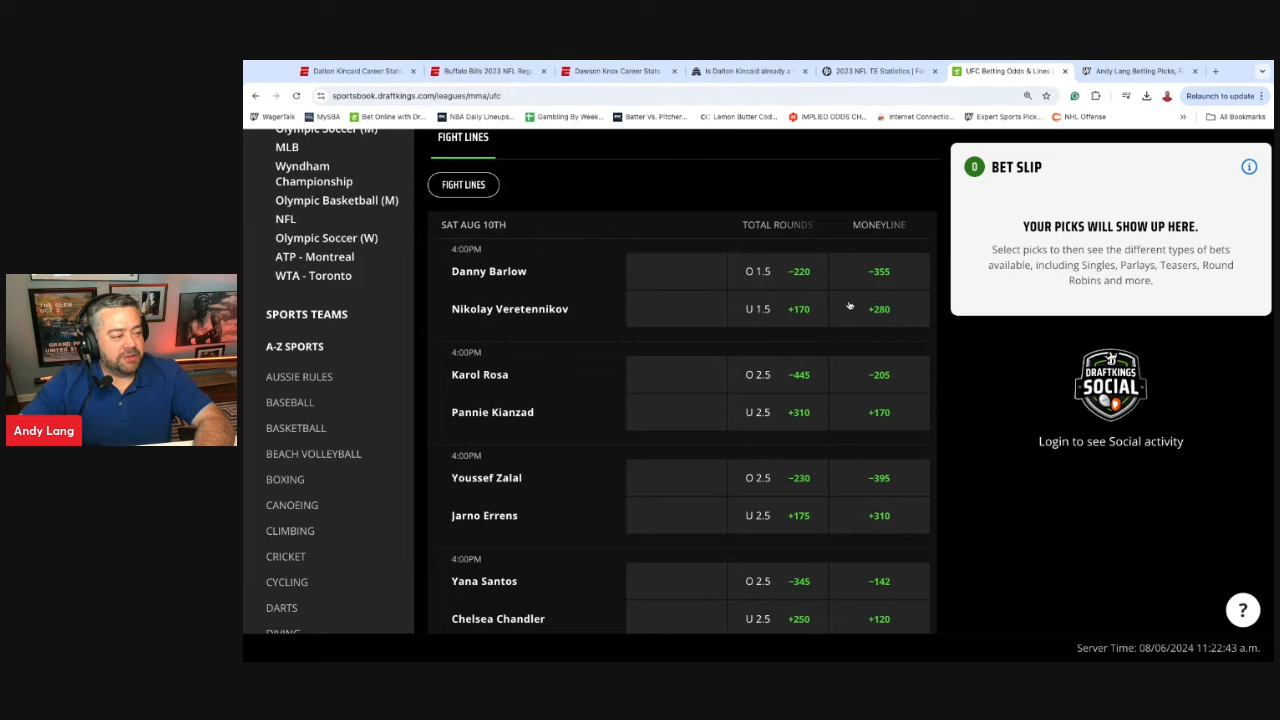 Dalton Kincaid Career Stats
Buffalo Bills 2023 NFL Reg
Dawson Knox Career Stats
Is Dalton Kincaid already a
2023 NFL TE Statistics | Fa
UFC Betting Odds & Lines |
Andy Lang Betting Picks, F
sportsbook.draftkings.com/leagues/mma/ufc
Relaunch to update
WagerTalk
MySBA
Bet Online with Dr...
NBA Daily Lineups...
Gambling By Week...
Batter Vs. Pitcher...
Lemon Butter Cod...
IMPLIED ODDS CH...
Internet Connectio...
Expert Sports Pick...
NHL Offense
All Bookmarks
Olympic Soccer (M)
MLB
Wyndham
Championship
Olympic Basketball (M)
NFL
Olympic Soccer (W)
ATP - Montreal
WTA - Toronto
SPORTS TEAMS
A-Z SPORTS
AUSSIE RULES
BASEBALL
BASKETBALL
BEACH VOLLEYBALL
BOXING
CANOEING
CLIMBING
CRICKET
CYCLING
DARTS
DIVING
FIGHT LINES
FIGHT LINES
SAT AUG 10TH TOTAL ROUNDS MONEYLINE
4:00PM
Danny Barlow O 1.5 −220 −355
Nikolay Veretennikov U 1.5 +170 +280
4:00PM
Karol Rosa O 2.5 −445 −205
Pannie Kianzad U 2.5 +310 +170
4:00PM
Youssef Zalal O 2.5 −230 −395
Jarno Errens U 2.5 +175 +310
4:00PM
Yana Santos O 2.5 −345 −142
Chelsea Chandler U 2.5 +250 +120
0 BET SLIP
YOUR PICKS WILL SHOW UP HERE.
Select picks to then see the different types of bets
available, including Singles, Parlays, Teasers, Round
Robins and more.
DRAFTKINGS
SOCIAL
Login to see Social activity
?
Server Time: 08/06/2024 11:22:43 a.m.
Andy Lang